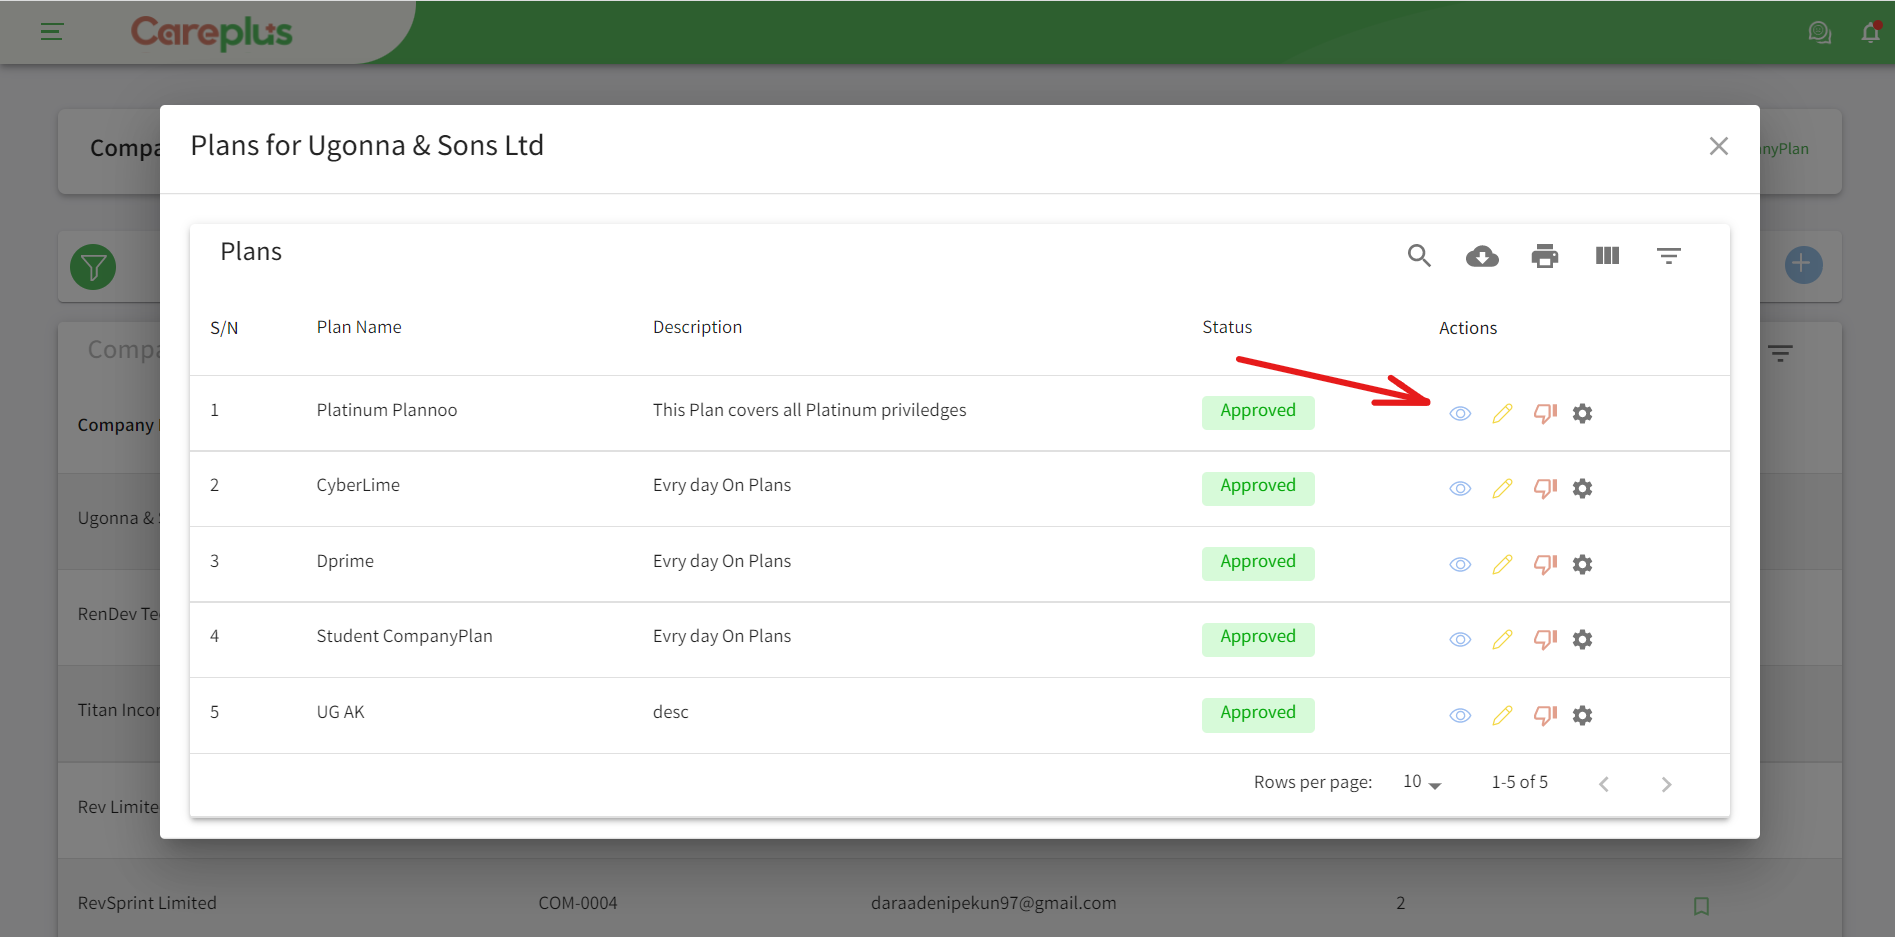 Careplus
Compa
Plans for Ugonna & Sons Ltd
nyPlan
Plans
Compa
S/N Plan Name Description Status Actions
Company
1 Platinum Plannoo This Plan covers all Platinum priviledges Approved
2 CyberLime Evry day On Plans Approved
Ugonna &
3 Dprime Evry day On Plans Approved
RenDev Te
4 Student CompanyPlan Evry day On Plans Approved
Titan Incor
5 UG AK desc Approved
Rows per page: 10 1-5 of 5
Rev Limite
RevSprint Limited COM-0004 daraadenipekun97@gmail.com 2